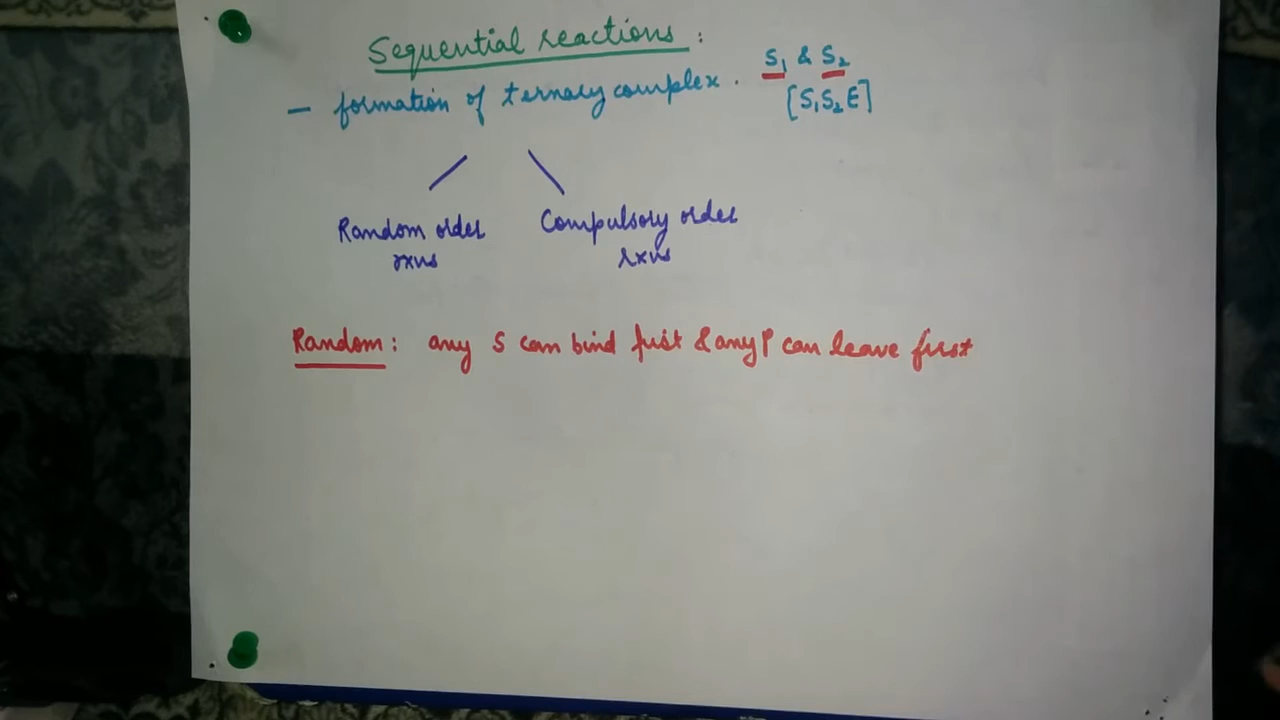 Sequential reactions :
– formation of ternary complex . S₁ & S₂
[S₁S₂E]
Random order rxns
Compulsory order rxns
Random : any S can bind first & any P can leave first